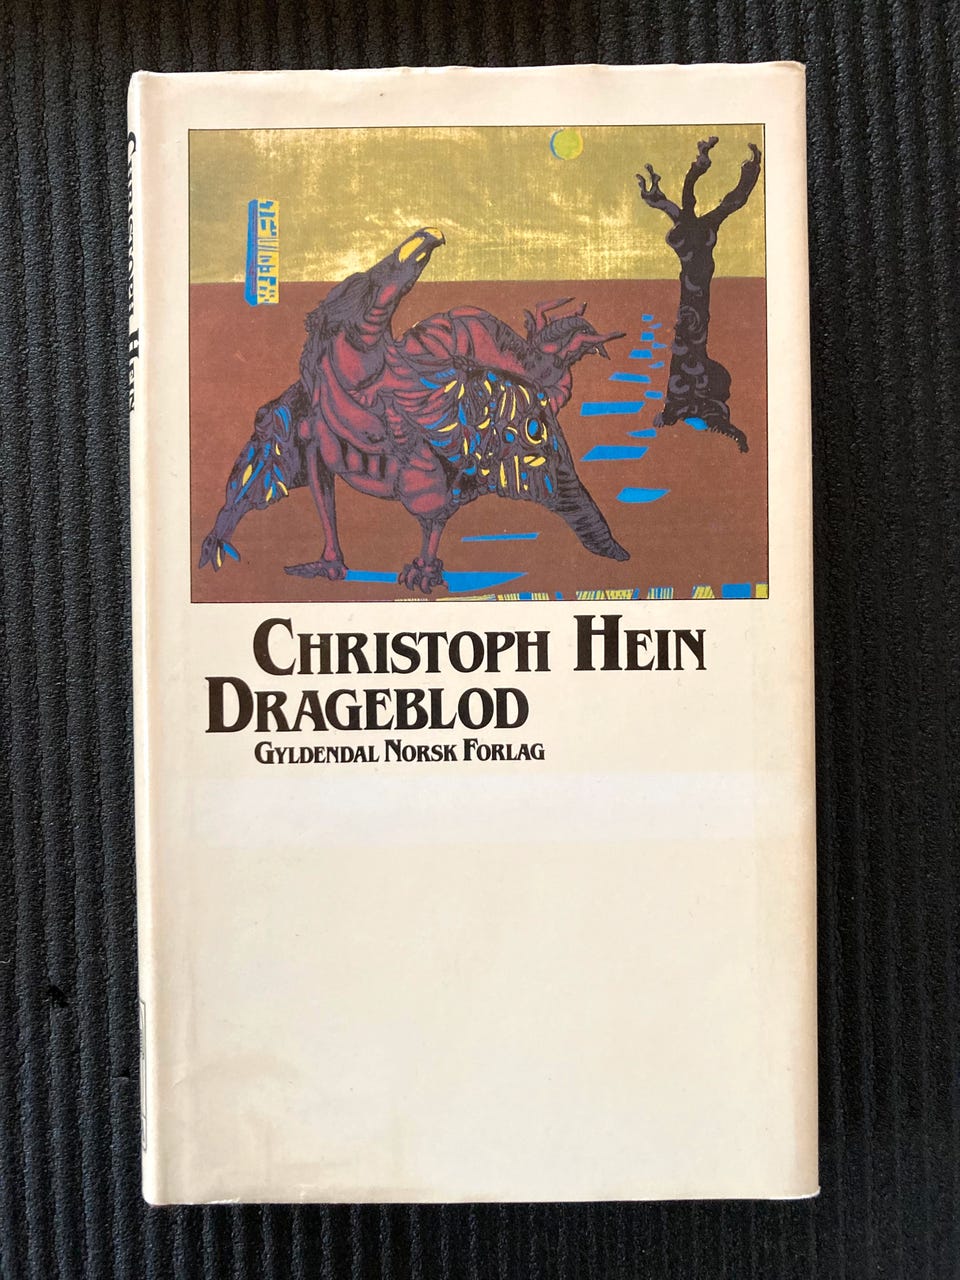 CHRISTOPH HEIN
DRAGEBLOD
GYLDENDAL NORSK FORLAG
CHRISTOPH HEIN